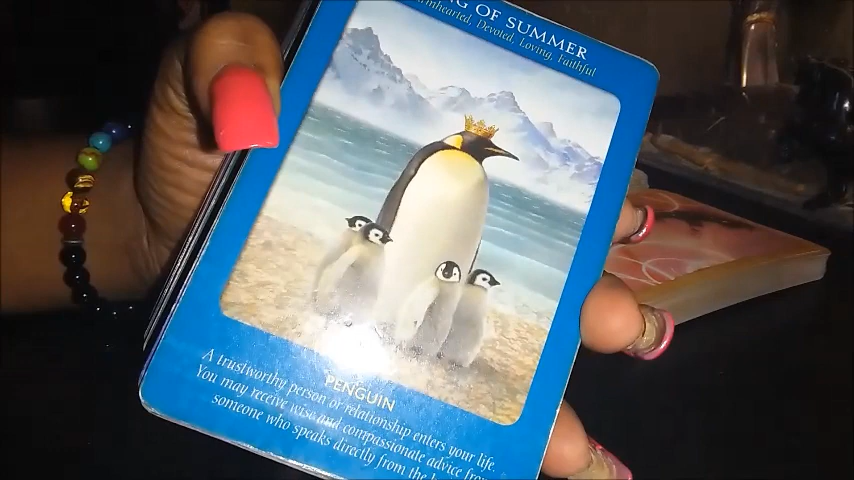 G OF SUMMER
mhearted, Devoted, Loving, Faithful
PENGUIN
A trustworthy person or relationship enters your life.
You may receive wise and compassionate advice from
someone who speaks directly from the